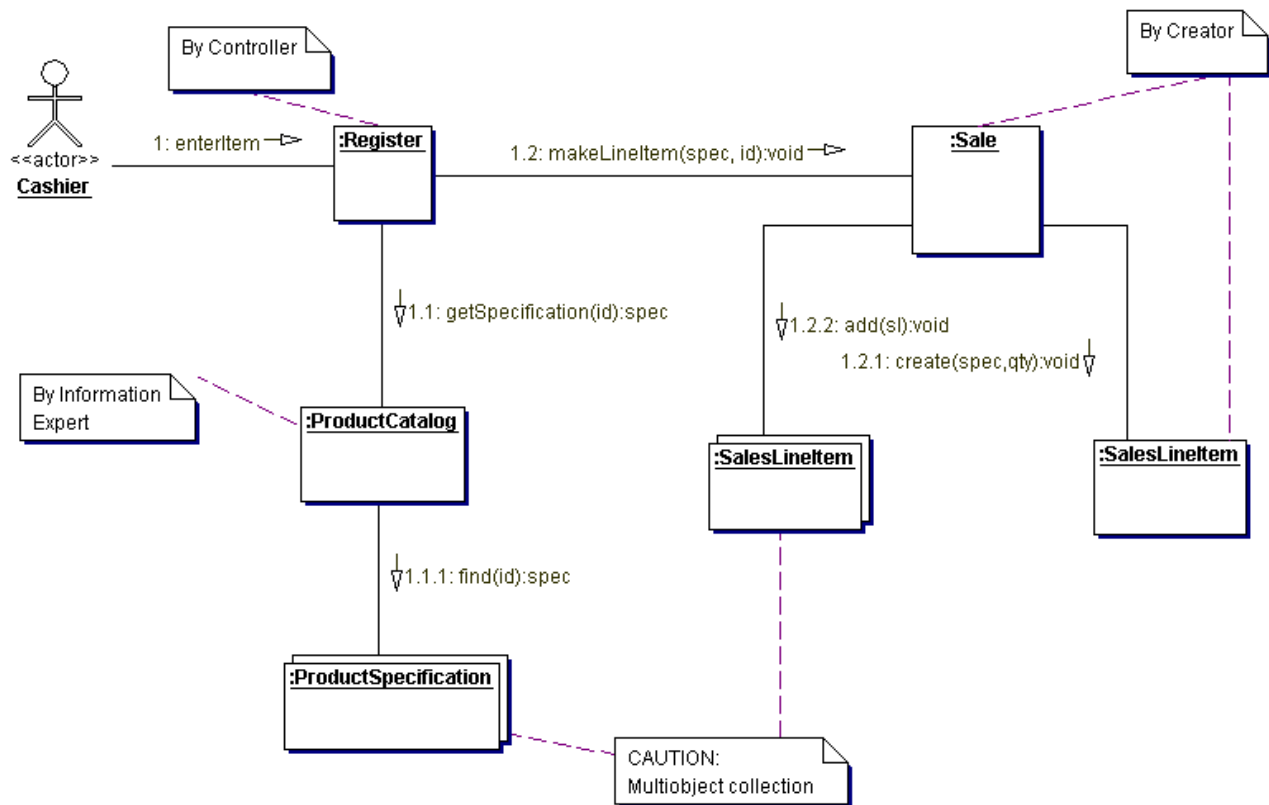 By Controller
By Creator
<<actor>>
Cashier
1: enterItem
:Register
1.2: makeLineItem(spec, id):void
:Sale
1.1: getSpecification(id):spec
1.2.2: add(sl):void
1.2.1: create(spec,qty):void
By Information
Expert
:ProductCatalog
:SalesLineItem
:SalesLineItem
1.1.1: find(id):spec
:ProductSpecification
CAUTION:
Multiobject collection